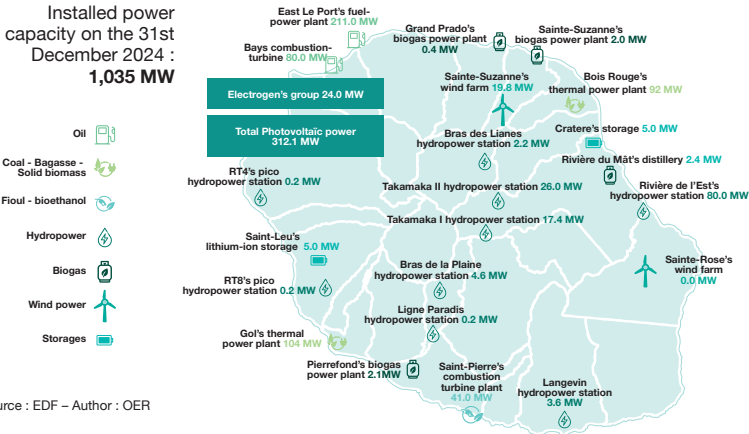 Installed power
capacity on the 31st
December 2024 :
1,035 MW
Oil
Coal - Bagasse -
Solid biomass
Fioul - bioethanol
Hydropower
Biogas
Wind power
Storages
East Le Port's fuel-
power plant 211.0 MW
Bays combustion-
turbine 80.0 MW
Electrogen's group 24.0 MW
Total Photovoltaïc power
312.1 MW
Grand Prado's
biogas power plant
0.4 MW
Sainte-Suzanne's
biogas power plant 2.0 MW
Sainte-Suzanne's
wind farm 19.8 MW
Bois Rouge's
thermal power plant 92 MW
Bras des Lianes
hydropower station 2.2 MW
Cratere's storage 5.0 MW
Rivière du Mât's distillery 2.4 MW
RT4's pico
hydropower station 0.2 MW
Takamaka II hydropower station 26.0 MW
Rivière de l'Est's
hydropower station 80.0 MW
Takamaka I hydropower station 17.4 MW
Saint-Leu's
lithium-ion storage 5.0 MW
Sainte-Rose's
wind farm
0.0 MW
Bras de la Plaine
hydropower station 4.6 MW
RT8's pico
hydropower station 0.2 MW
Ligne Paradis
hydropower station 0.2 MW
Gol's thermal
power plant 104 MW
Pierrefond's biogas
power plant 2.1MW
Saint-Pierre's
combustion
turbine plant
41.0 MW
Langevin
hydropower station
3.6 MW
urce : EDF – Author : OER